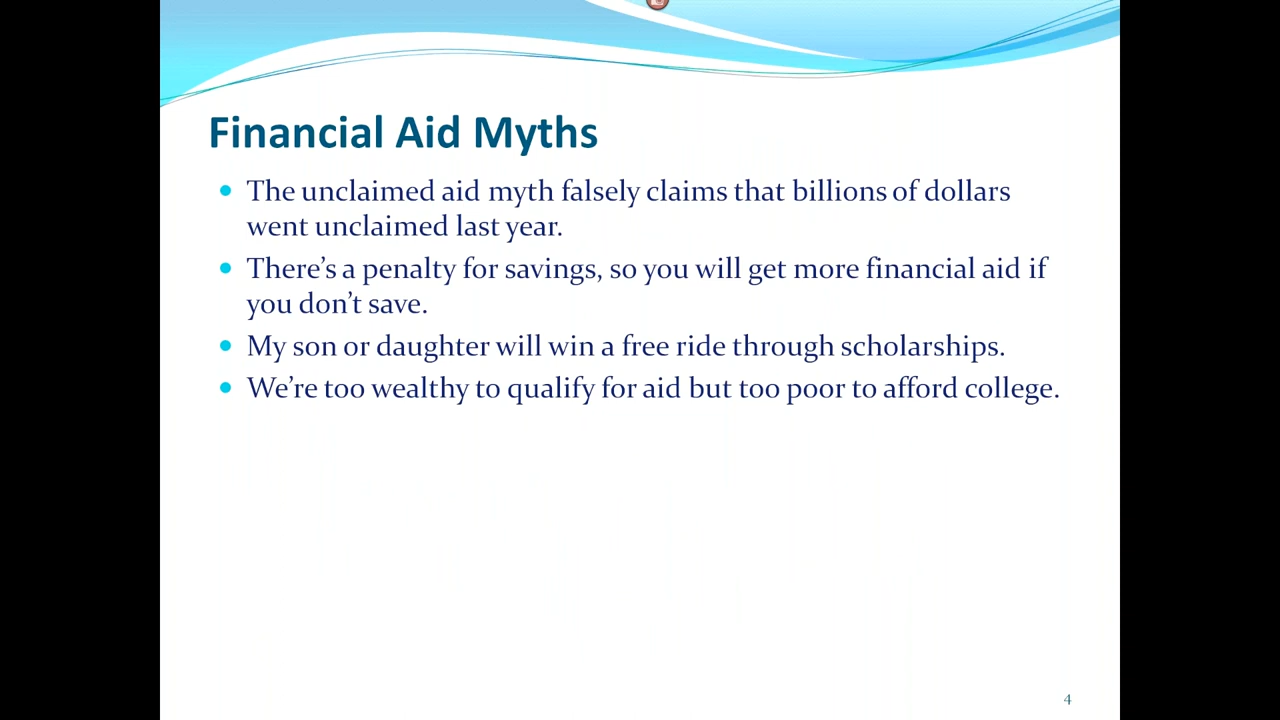 Financial Aid Myths
• The unclaimed aid myth falsely claims that billions of dollars
went unclaimed last year.
• There’s a penalty for savings, so you will get more financial aid if
you don’t save.
• My son or daughter will win a free ride through scholarships.
• We’re too wealthy to qualify for aid but too poor to afford college.
4